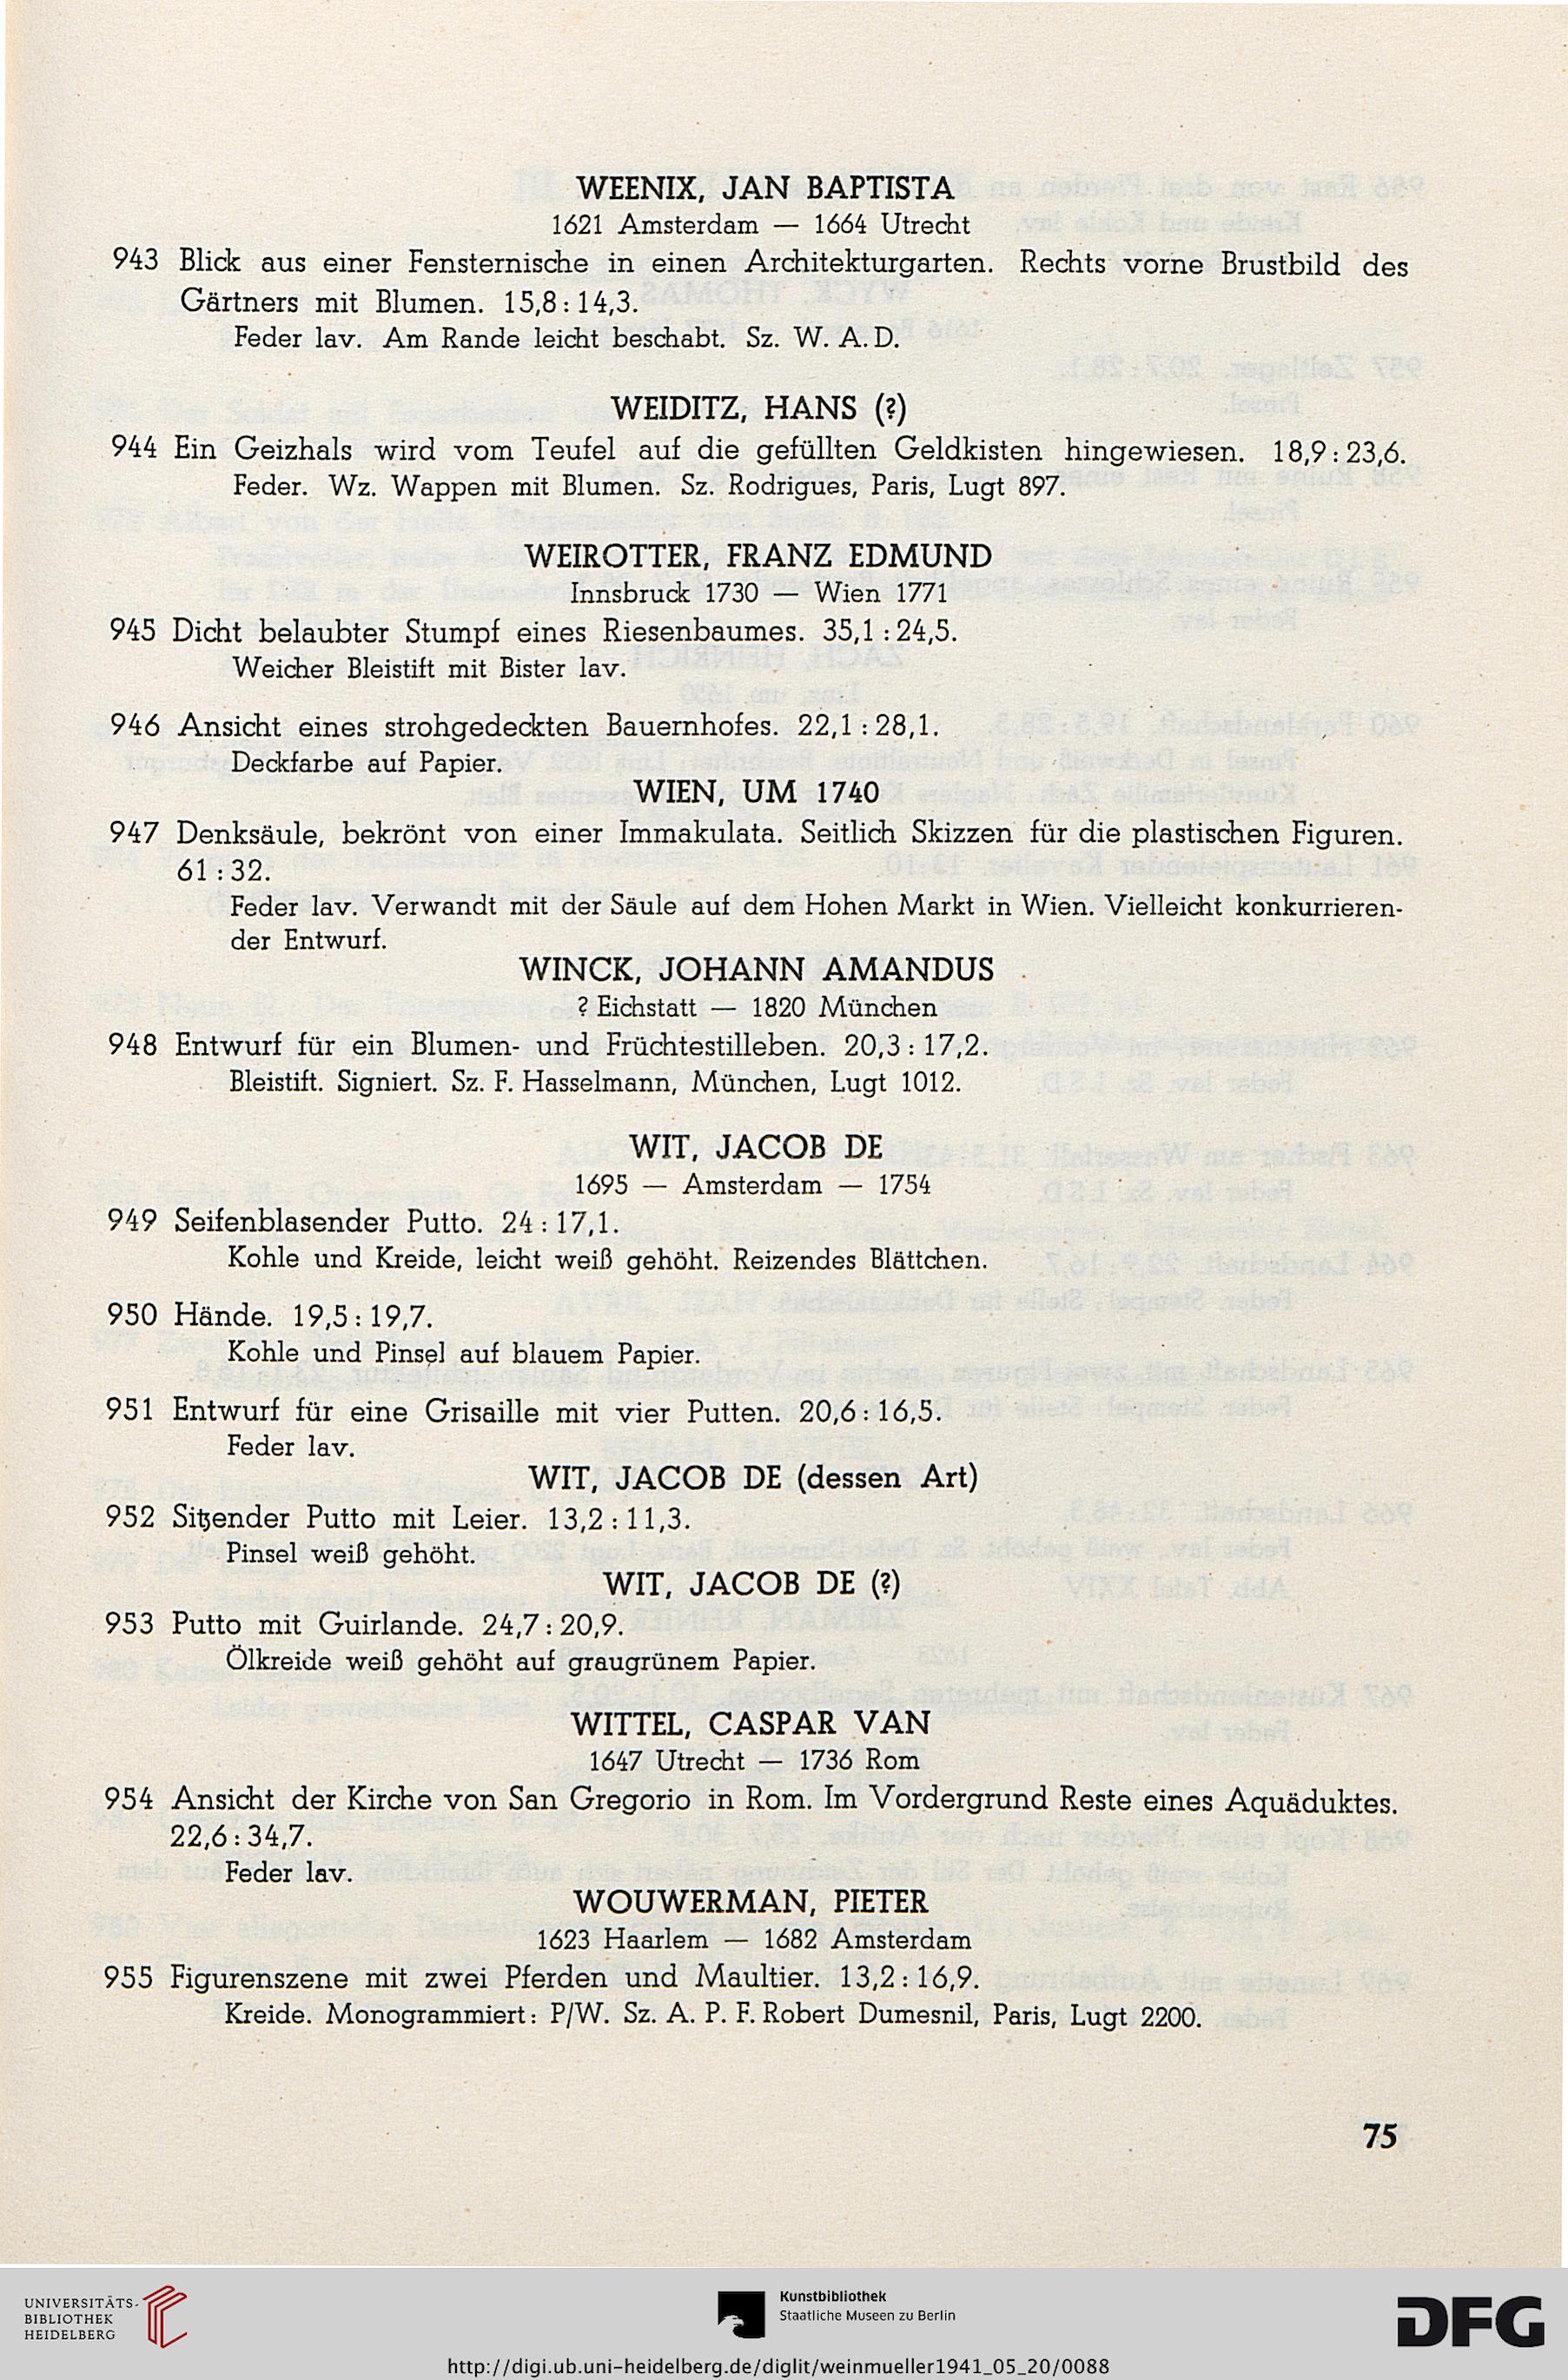 WEENIX, JAN BAPTISTA
1621 Amsterdam — 1664 Utrecht
943 Blick aus einer Fensternische in einen Architekturgarten. Rechts vorne Brustbild des
Gärtners mit Blumen. 15,8:14,3.
Feder lav. Am Rande leicht beschabt. Sz. W. A. D.
WEIDITZ, HANS (?)
944 Ein Geizhals wird vom Teufel auf die gefüllten Geldkisten hingewiesen. 18,9:23,6.
Feder. Wz. Wappen mit Blumen. Sz. Rodrigues, Paris, Lugt 897.
WEIROTTER, FRANZ EDMUND
Innsbruck 1730 — Wien 1771
945 Dicht belaubter Stumpf eines Riesenbaumes. 35,1:24,5.
Weicher Bleistift mit Bister lav.
946 Ansicht eines strohgedeckten Bauernhofes. 22,1:28,1.
Deckfarbe auf Papier.
WIEN, UM 1740
947 Denksäule, bekrönt von einer Immakulata. Seitlich Skizzen für die plastischen Figuren.
61:32.
Feder lav. Verwandt mit der Säule auf dem Hohen Markt in Wien. Vielleicht konkurrieren-
der Entwurf.
WINCK, JOHANN AMANDUS
? Eichstatt — 1820 München
948 Entwurf für ein Blumen- und Früchtestilleben. 20,3:17,2.
Bleistift. Signiert. Sz. F. Hasselmann, München, Lugt 1012.
WIT, JACOB DE
1695 — Amsterdam — 1754
949 Seifenblasender Putto. 24:17,1.
Kohle und Kreide, leicht weiß gehöht. Reizendes Blättchen.
950 Hände. 19,5:19,7.
Kohle und Pinsel auf blauem Papier.
951 Entwurf für eine Grisaille mit vier Putten. 20,6:16,5.
Feder lav.
WIT, JACOB DE (dessen Art)
952 Sitzender Putto mit Leier. 13,2:11,3.
Pinsel weiß gehöht.
WIT, JACOB DE (?)
953 Putto mit Guirlande. 24,7:20,9.
Ölkreide weiß gehöht auf graugrünem Papier.
WITTEL, CASPAR VAN
1647 Utrecht — 1736 Rom
954 Ansicht der Kirche von San Gregorio in Rom. Im Vordergrund Reste eines Aquäduktes.
22,6:34,7.
Feder lav.
WOUWERMAN, PIETER
1623 Haarlem — 1682 Amsterdam
955 Figurenszene mit zwei Pferden und Maultier. 13,2:16,9.
Kreide. Monogrammiert: P/W. Sz. A. P. F. Robert Dumesnil, Paris, Lugt 2200.
75
UNIVERSITÄTS-
BIBLIOTHEK
HEIDELBERG
Kunstbibliothek
Staatliche Museen zu Berlin
DFG
http://digi.ub.uni-heidelberg.de/diglit/weinmueller1941_05_20/0088